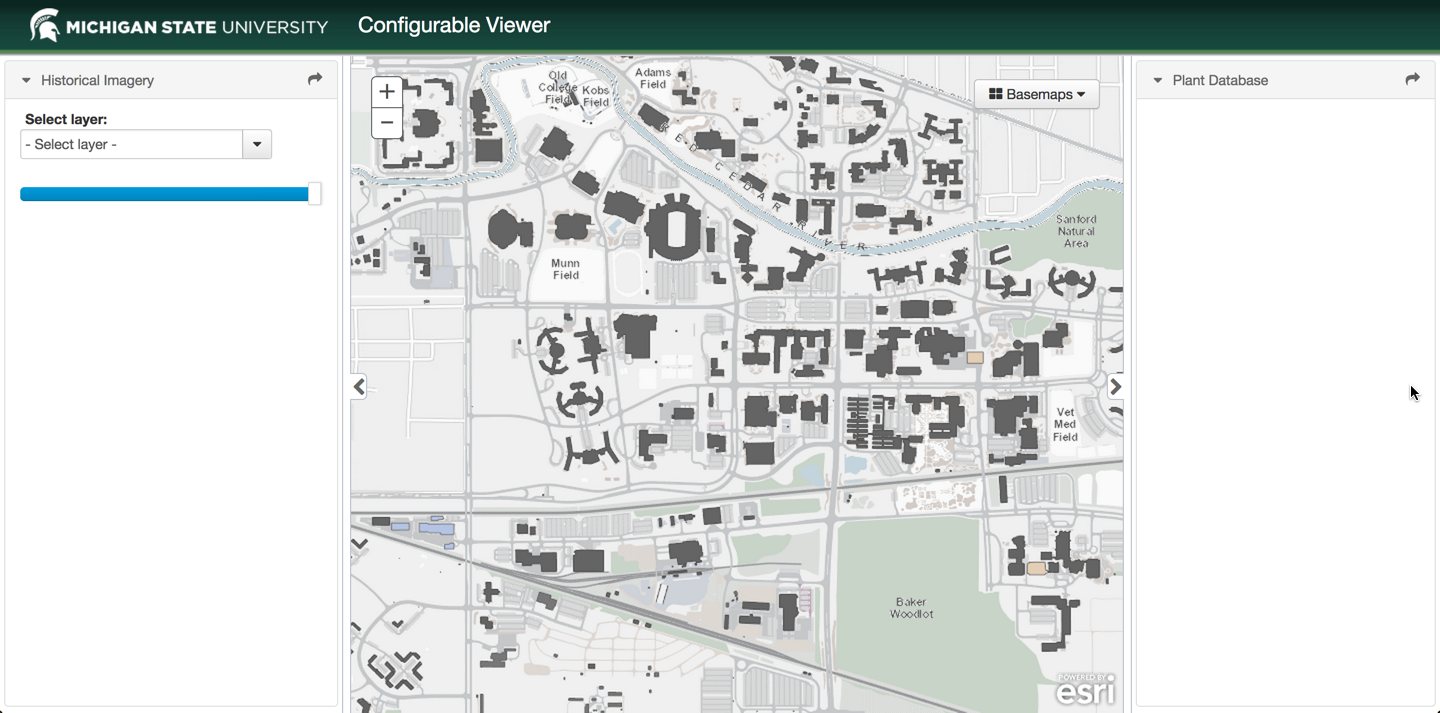 MICHIGAN STATE UNIVERSITY
Configurable Viewer
Historical Imagery
Select layer:
- Select layer -
Old
College
Field
Kobs
Field
Adams
Field
Basemaps
RED CEDAR RIVER
Sanford
Natural
Area
Munn
Field
Vet
Med
Field
Baker
Woodlot
POWERED BY
esri
Plant Database